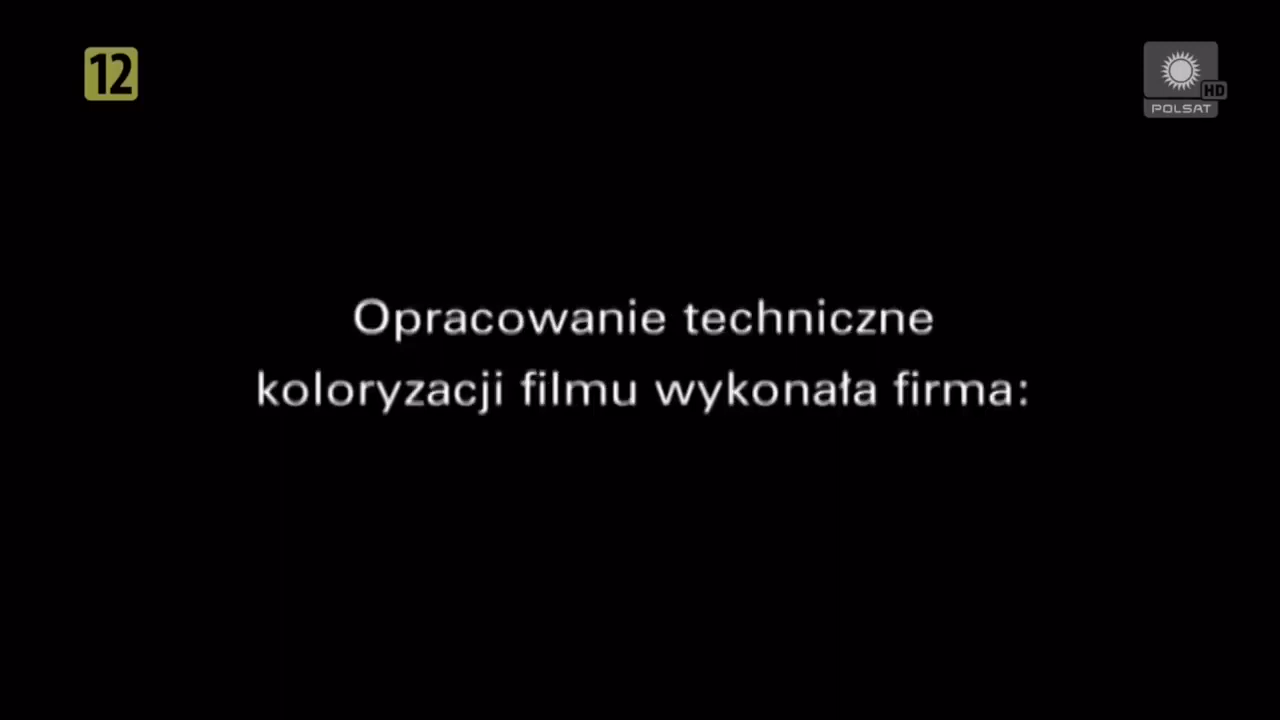 12
HD
POLSAT
Opracowanie techniczne
koloryzacji filmu wykonała firma: